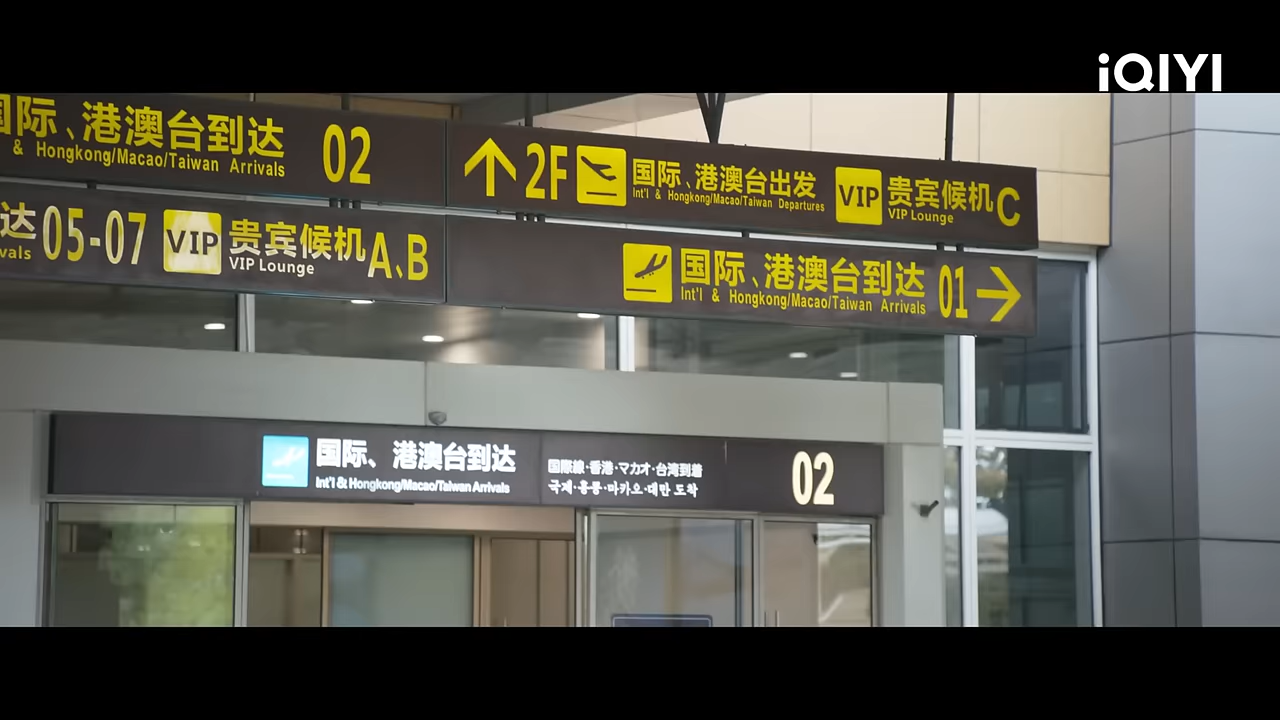 iQIYI
国际、港澳台到达 02
& Hongkong/Macao/Taiwan Arrivals
2F 国际、港澳台出发 VIP 贵宾候机 C
Int'l & Hongkong/Macao/Taiwan Departures VIP Lounge
达 05-07 VIP 贵宾候机 A、B
vals VIP Lounge
国际、港澳台到达 01
Int'l & Hongkong/Macao/Taiwan Arrivals
国际、港澳台到达 国際線·香港·マカオ·台湾到着 02
Int'l & Hongkong/Macao/Taiwan Arrivals 국제·홍콩·마카오·대만 도착